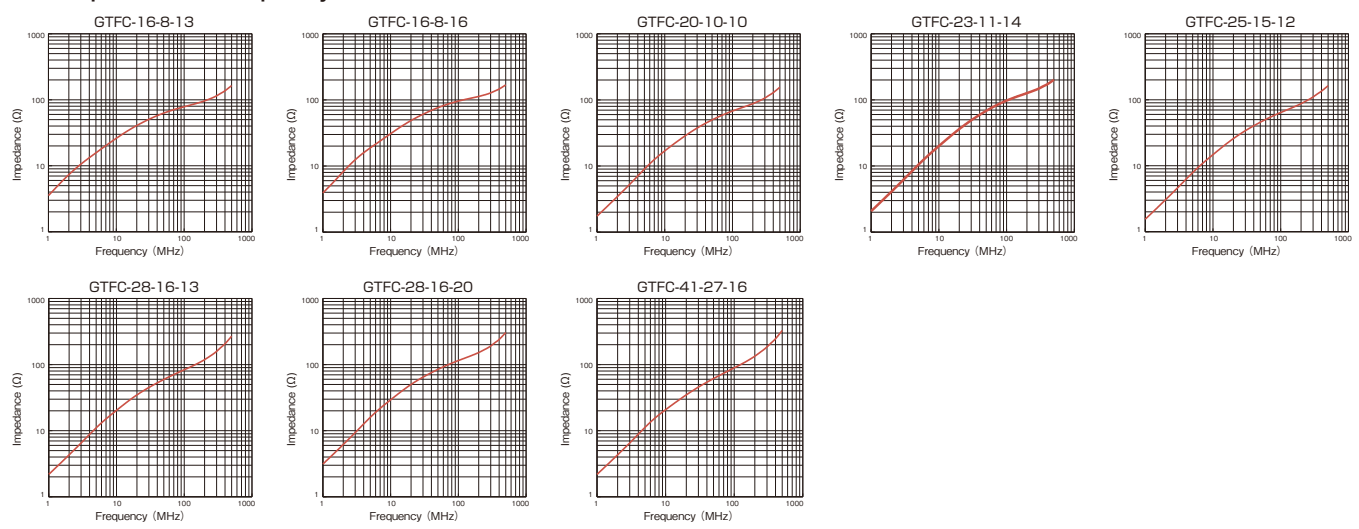 GTFC-16-8-13
1000
100
10
1
Impedance (Ω)
1 10 100 1000
Frequency (MHz)
GTFC-16-8-16
1000
100
10
1
Impedance (Ω)
1 10 100 1000
Frequency (MHz)
GTFC-20-10-10
1000
100
10
1
Impedance (Ω)
1 10 100 1000
Frequency (MHz)
GTFC-23-11-14
1000
100
10
1
Impedance (Ω)
1 10 100 1000
Frequency (MHz)
GTFC-25-15-12
1000
100
10
1
Impedance (Ω)
1 10 100 1000
Frequency (MHz)
GTFC-28-16-13
1000
100
10
1
Impedance (Ω)
1 10 100 1000
Frequency (MHz)
GTFC-28-16-20
1000
100
10
1
Impedance (Ω)
1 10 100 1000
Frequency (MHz)
GTFC-41-27-16
1000
100
10
1
Impedance (Ω)
1 10 100 1000
Frequency (MHz)